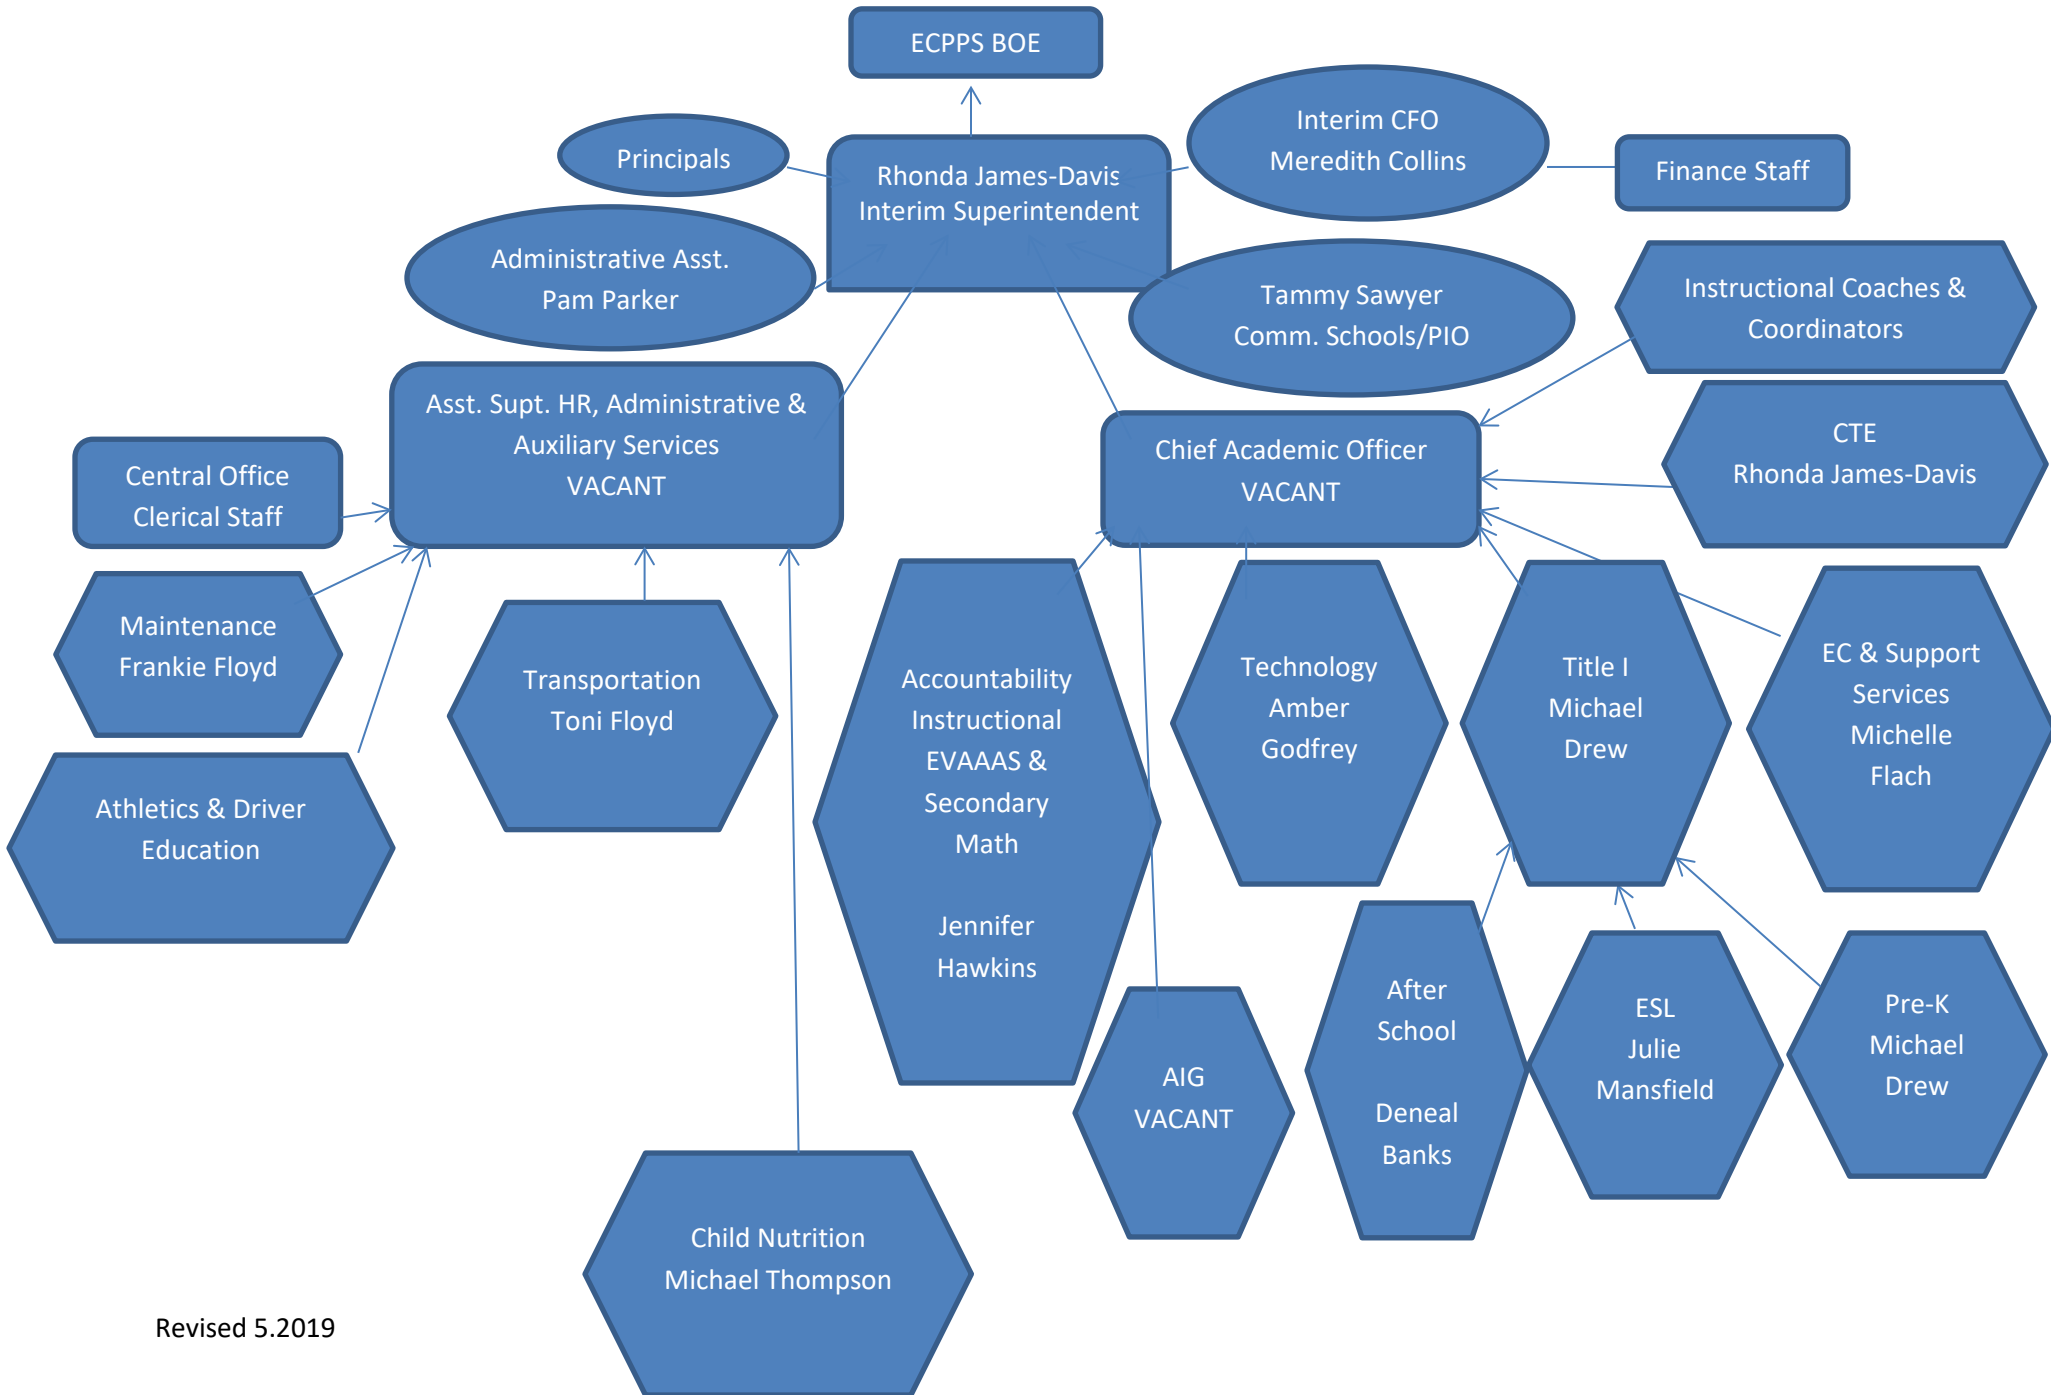 ECPPS BOE
Principals
Rhonda James-Davis
Interim Superintendent
Interim CFO
Meredith Collins
Finance Staff
Administrative Asst.
Pam Parker
Tammy Sawyer
Comm. Schools/PIO
Instructional Coaches &
Coordinators
Asst. Supt. HR, Administrative &
Auxiliary Services
VACANT
Chief Academic Officer
VACANT
CTE
Rhonda James-Davis
Central Office
Clerical Staff
Maintenance
Frankie Floyd
Transportation
Toni Floyd
Accountability
Instructional
EVAAAS &
Secondary
Math
Jennifer
Hawkins
Technology
Amber
Godfrey
Title I
Michael
Drew
EC & Support
Services
Michelle
Flach
Athletics & Driver
Education
AIG
VACANT
After
School
Deneal
Banks
ESL
Julie
Mansfield
Pre-K
Michael
Drew
Child Nutrition
Michael Thompson
Revised 5.2019